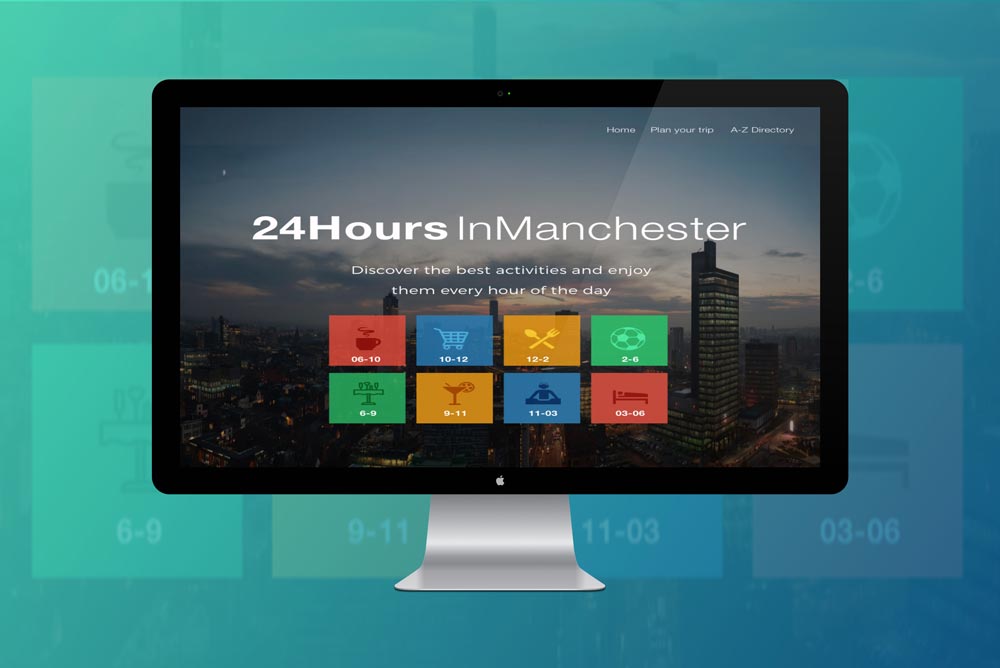 Home Plan your trip A-Z Directory
24Hours InManchester
Discover the best activities and enjoy
them every hour of the day
06-10 10-12 12-2 2-6
6-9 9-11 11-03 03-06
06-1 2-6
6-9 9-11 11-03 03-06